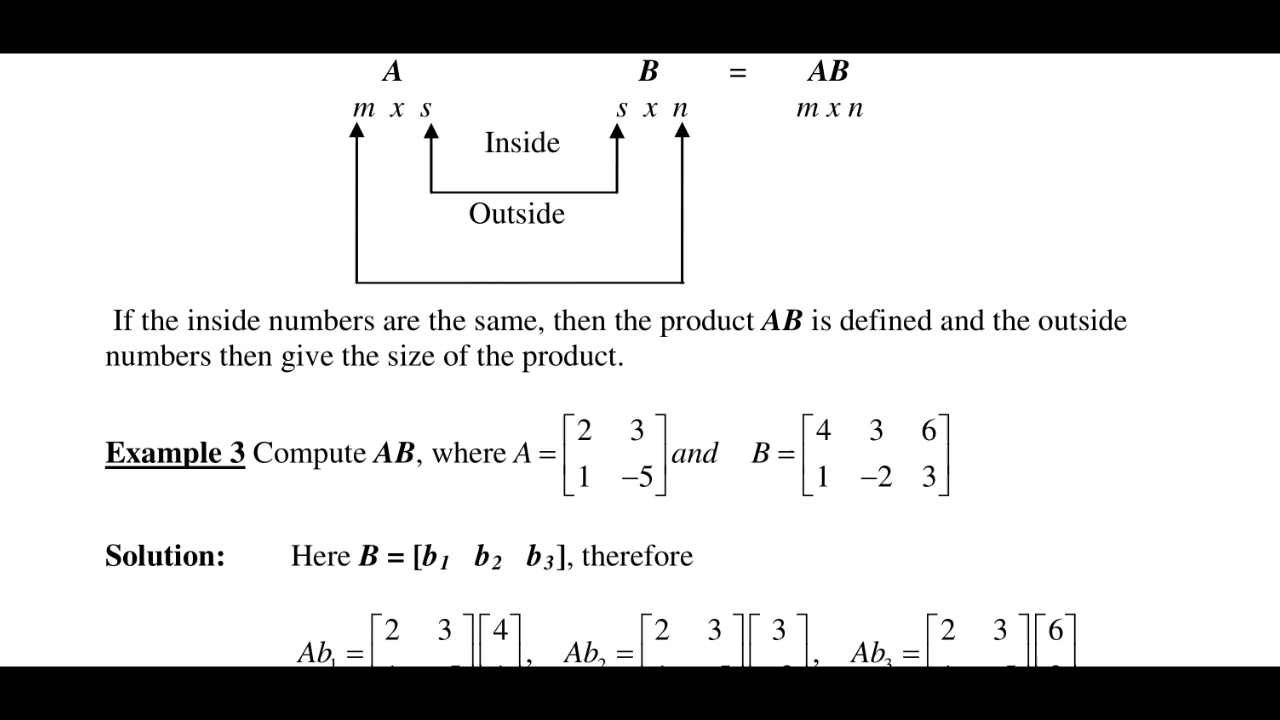 A B = AB
m x s s x n m x n
Inside
Outside
If the inside numbers are the same, then the product AB is defined and the outside
numbers then give the size of the product.
Example 3 Compute AB, where A = [2 3; 1 –5] and B = [4 3 6; 1 –2 3]
Solution: Here B = [b₁ b₂ b₃], therefore
Ab₁ = [2 3] [4], Ab₂ = [2 3] [3], Ab₃ = [2 3] [6]